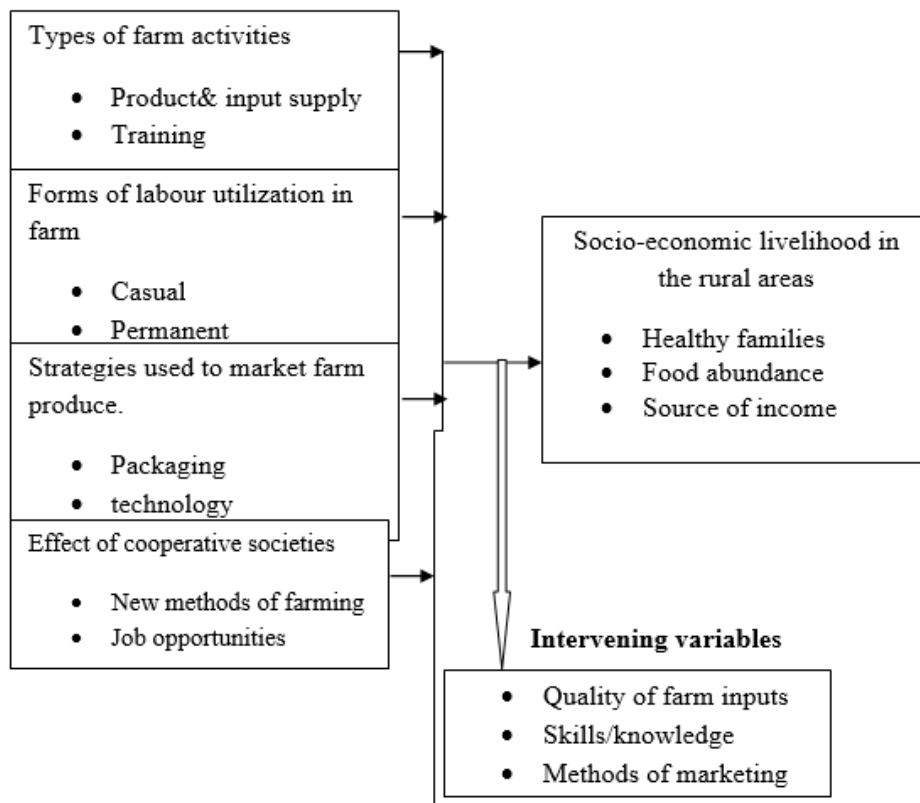 Types of farm activities
• Product& input supply
• Training
Forms of labour utilization in
farm
• Casual
• Permanent
Strategies used to market farm
produce.
• Packaging
• technology
Effect of cooperative societies
• New methods of farming
• Job opportunities
Socio-economic livelihood in
the rural areas
• Healthy families
• Food abundance
• Source of income
Intervening variables
• Quality of farm inputs
• Skills/knowledge
• Methods of marketing